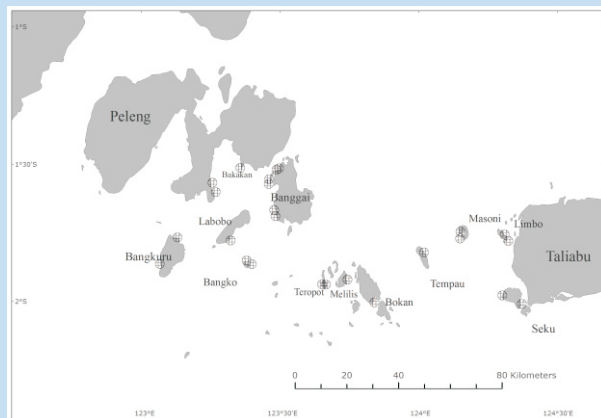 1°S
Peleng
1°30'S
Bakakan
Banggai
Labobo
Masoni
Limbo
Bangkuru
Taliabu
Bangko
Tempau
Teropot
Melilis
2°S
Bokan
Seku
0
20
40
80 Kilometers
123°E
123°30'E
124°E
124°30'E